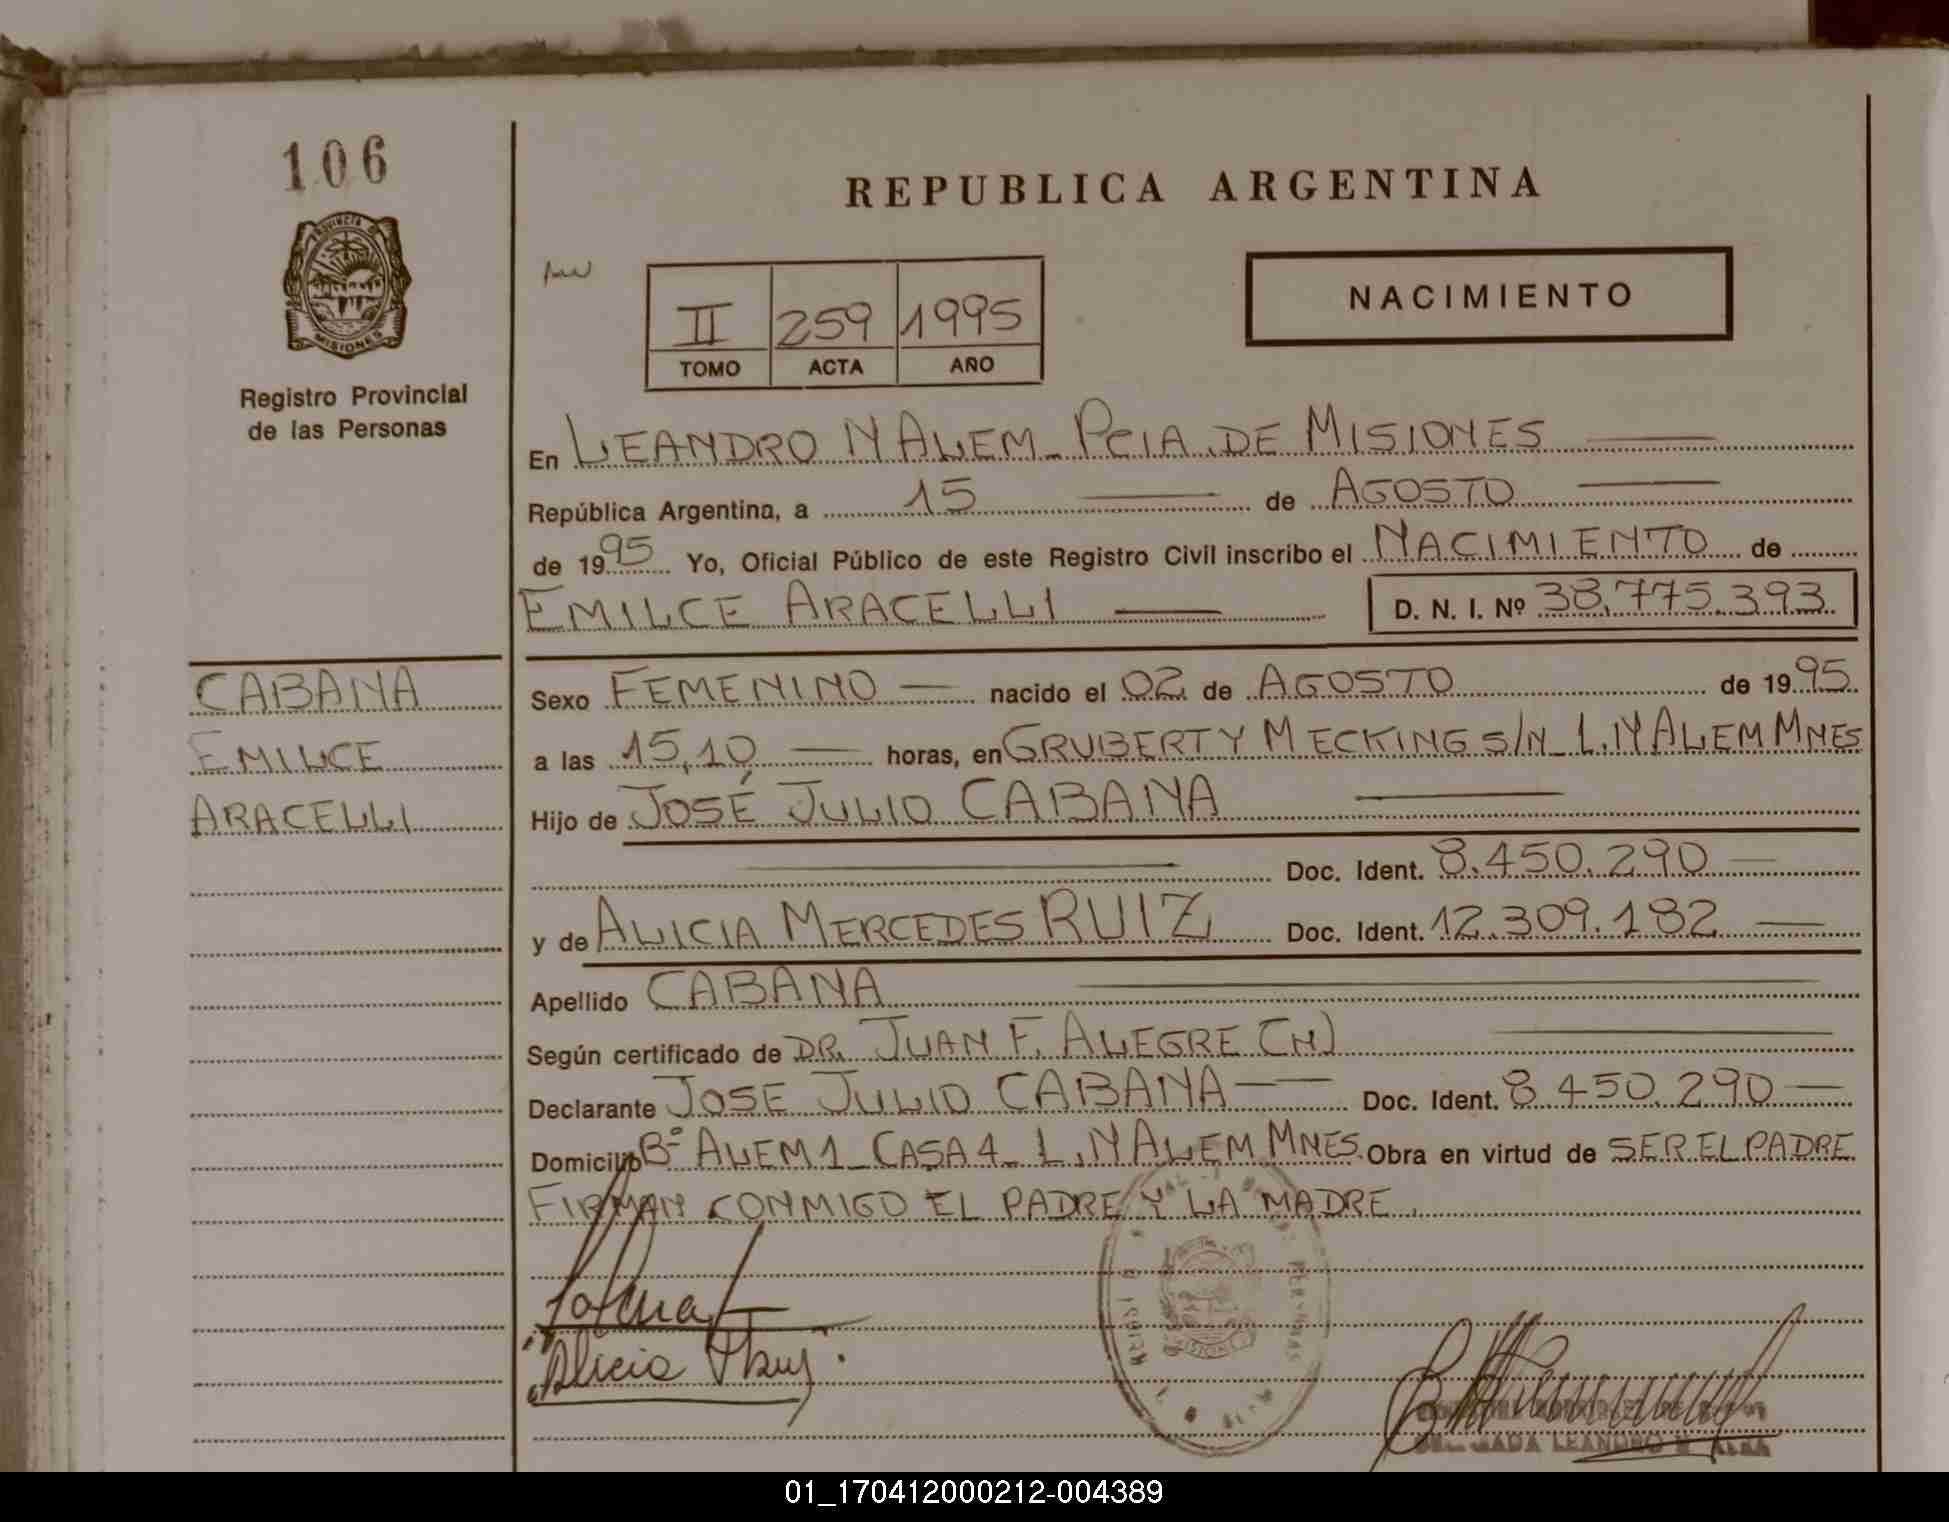 106
PROVINCIA DE
MISIONES
Registro Provincial
de las Personas
REPUBLICA ARGENTINA
NACIMIENTO
II 259 1995
TOMO ACTA AÑO
En LEANDRO N ALEM - PCIA. DE MISIONES
República Argentina, a 15 de AGOSTO
de 1995 Yo, Oficial Público de este Registro Civil inscribo el NACIMIENTO de
EMILCE ARACELLI D. N. I. Nº 38.775.393
CABANA
EMILCE
ARACELLI
Sexo FEMENINO nacido el 02 de AGOSTO de 1995
a las 15,10 horas, en GRUBERT Y MECKING S/N - L.N ALEM MNES
Hijo de JOSÉ JULIO CABANA
Doc. Ident. 8.450.290
y de ALICIA MERCEDES RUIZ Doc. Ident. 12.309.182
Apellido CABANA
Según certificado de DR. JUAN F. ALEGRE (H)
Declarante JOSE JULIO CABANA Doc. Ident. 8 450.290
Domicilio Bº ALEM 1 - CASA 4 - L.N ALEM MNES. Obra en virtud de SER EL PADRE
FIRMAN CONMIGO EL PADRE Y LA MADRE.
Alicia
LEANDRO N. ALEM
01_170412000212-004389